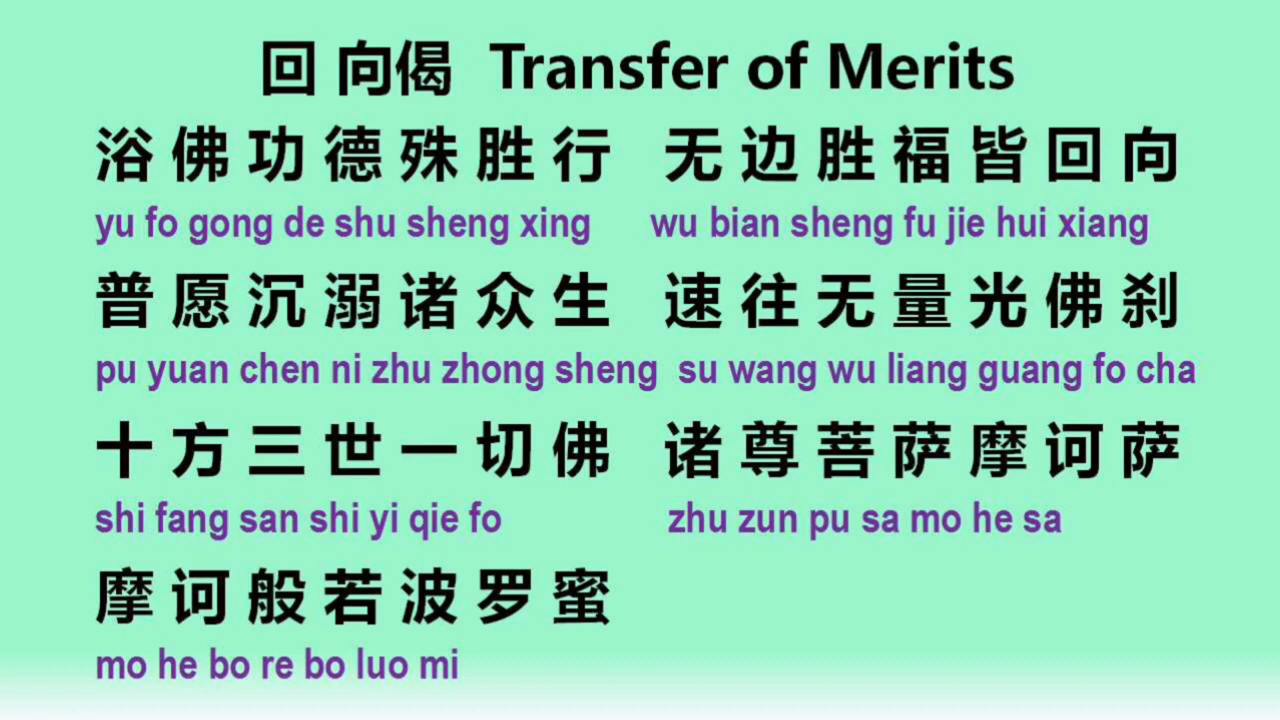 回向偈 Transfer of Merits
浴佛功德殊胜行 无边胜福皆回向
yu fo gong de shu sheng xing wu bian sheng fu jie hui xiang
普愿沉溺诸众生 速往无量光佛刹
pu yuan chen ni zhu zhong sheng su wang wu liang guang fo cha
十方三世一切佛 诸尊菩萨摩诃萨
shi fang san shi yi qie fo zhu zun pu sa mo he sa
摩诃般若波罗蜜
mo he bo re bo luo mi